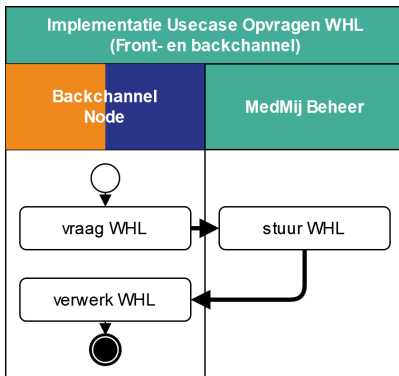 Implementatie Usecase Opvragen WHL
(Front- en backchannel)
Backchannel
Node
MedMij Beheer
vraag WHL
stuur WHL
verwerk WHL